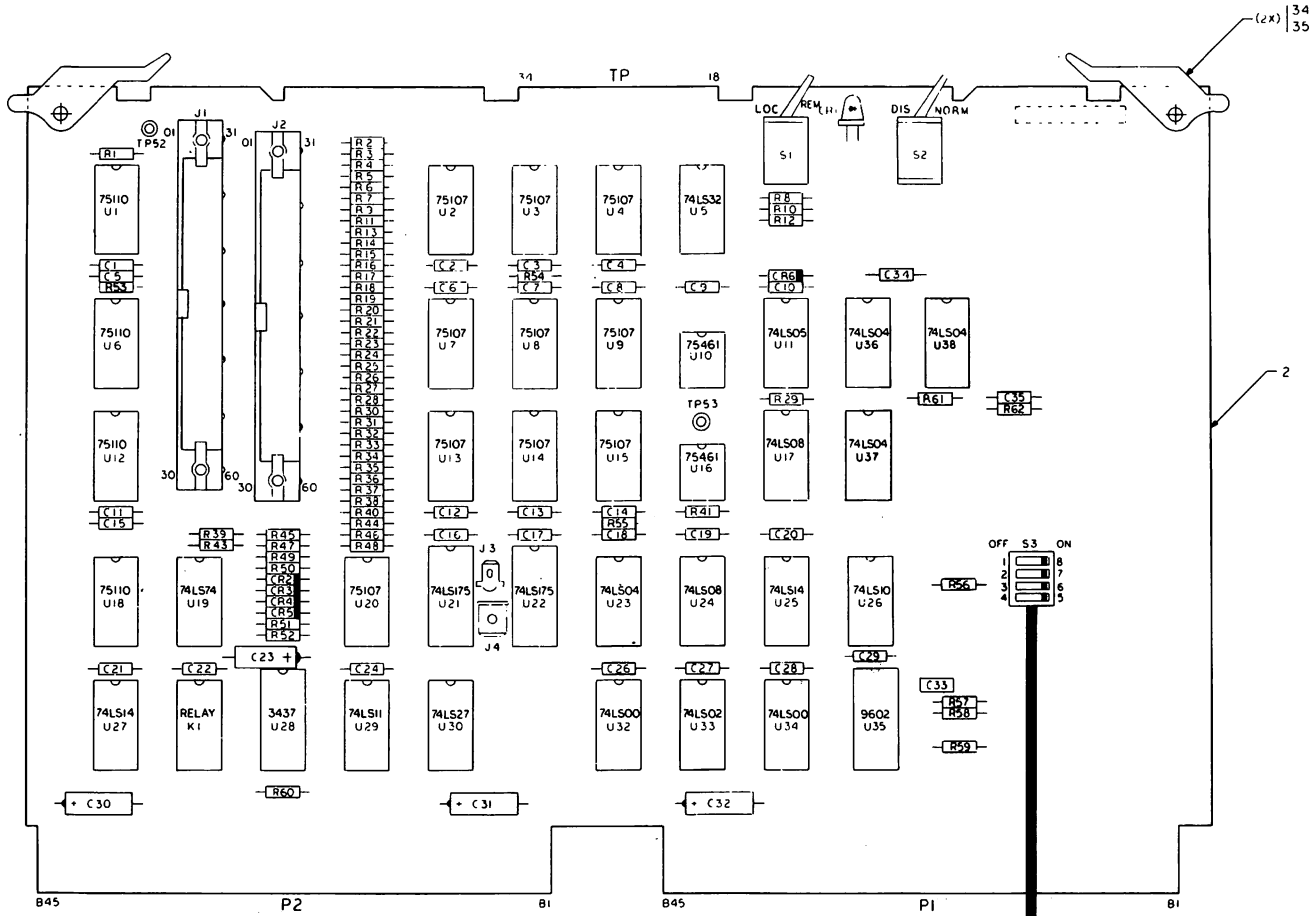 (2X) 34
35
34 TP 18
LOC REM CR1 DIS NORM
J1 J2
01 31 01 31
TP52
S1 S2
R1
R2
R3
R4
R5
R6
R7
R9
R11
R13
R14
R15
R16
R17
R18
R19
R20
R21
R22
R23
R24
R25
R26
R27
R28
R30
R31
R32
R33
R34
R35
R36
R37
R38
R40
R44
R46
R48
75110 U1
75107 U2
75107 U3
75107 U4
74LS32 U5
R8
R10
R12
C1 C2 C3 C4
C5 R54 CR6 C34
R53 C6 C7 C8 C9 C10
75110 U6
75107 U7
75107 U8
75107 U9
75461 U10
74LS05 U11
74LS04 U36
74LS04 U38
2
R29 R61 C35
R62
TP53
75110 U12
75107 U13
75107 U14
75107 U15
75461 U16
74LS08 U17
74LS04 U37
30 60 30 60
C11 C12 C13 C14 R41
C15 R55
R39 R45 C16 C17 C18 C19 C20
R43 R47
R49
R50
CR2
CR3
CR4
CR5
R51
R52
J3
J4
OFF S3 ON
1 8
2 7
3 6
4 5
75110 U18
74LS74 U19
75107 U20
74LS175 U21
74LS175 U22
74LS04 U23
74LS08 U24
74LS14 U25
74LS10 U26
R56
C23 + C29
C21 C22 C24 C26 C27 C28
C33
R57
R58
R59
74LS14 U27
RELAY K1
3437 U28
74LS11 U29
74LS27 U30
74LS00 U32
74LS02 U33
74LS00 U34
9602 U35
R60
+ C30 + C31 + C32
B45 P2 B1 B45 P1 B1